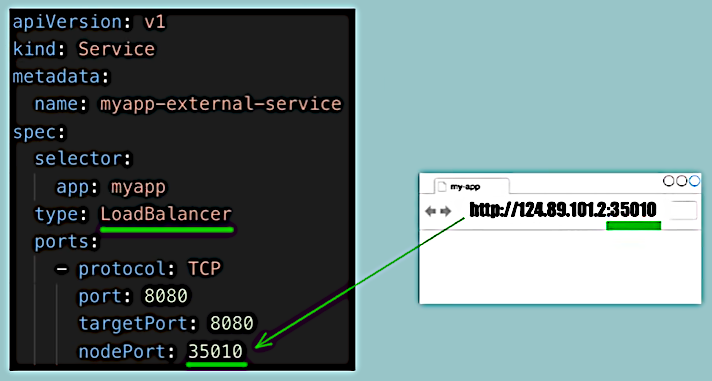 apiVersion: v1
kind: Service
metadata:
name: myapp-external-service
spec:
selector:
app: myapp
type: LoadBalancer
ports:
- protocol: TCP
port: 8080
targetPort: 8080
nodePort: 35010
my-app
http://124.89.101.2:35010